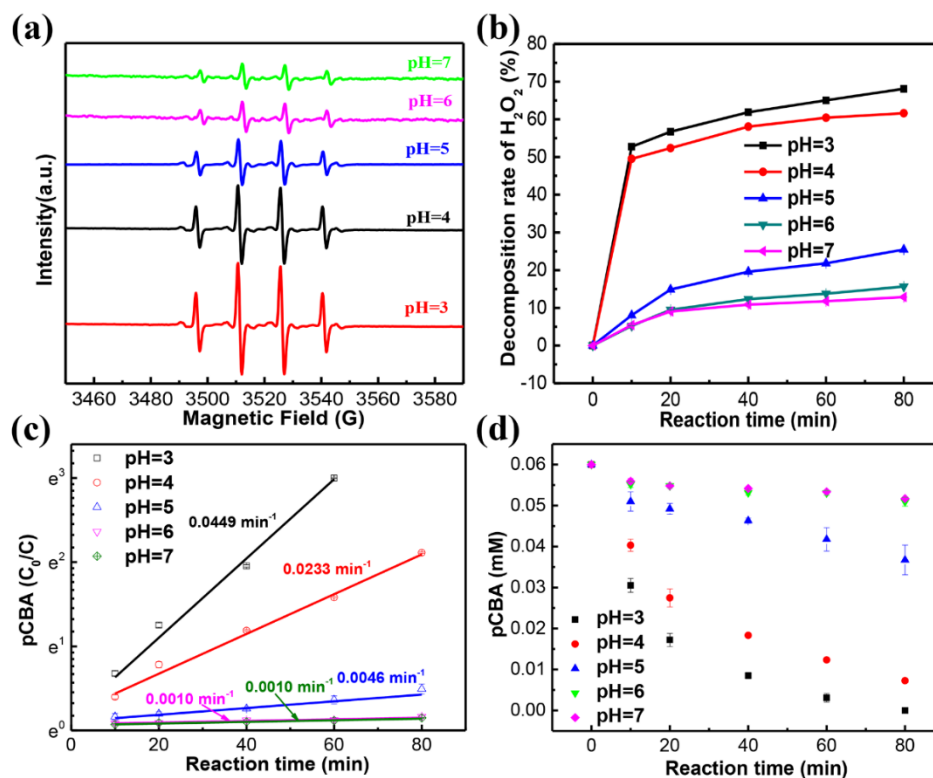 (a)
pH=7
pH=6
pH=5
pH=4
pH=3
Intensity(a.u.)
3460 3480 3500 3520 3540 3560 3580
Magnetic Field (G)
(b)
Decomposition rate of H₂O₂ (%)
80
70
60
50
40
30
20
10
0
-10
pH=3
pH=4
pH=5
pH=6
pH=7
0 20 40 60 80
Reaction time (min)
(c)
pCBA (C₀/C)
e³
e²
e¹
e⁰
pH=3
pH=4
pH=5
pH=6
pH=7
0.0449 min⁻¹
0.0233 min⁻¹
0.0046 min⁻¹
0.0010 min⁻¹
0.0010 min⁻¹
0 10 20 30 40 50 60 70 80 90
Reaction time (min)
(d)
pCBA (mM)
0.06
0.05
0.04
0.03
0.02
0.01
0.00
pH=3
pH=4
pH=5
pH=6
pH=7
0 20 40 60 80
Reaction time (min)